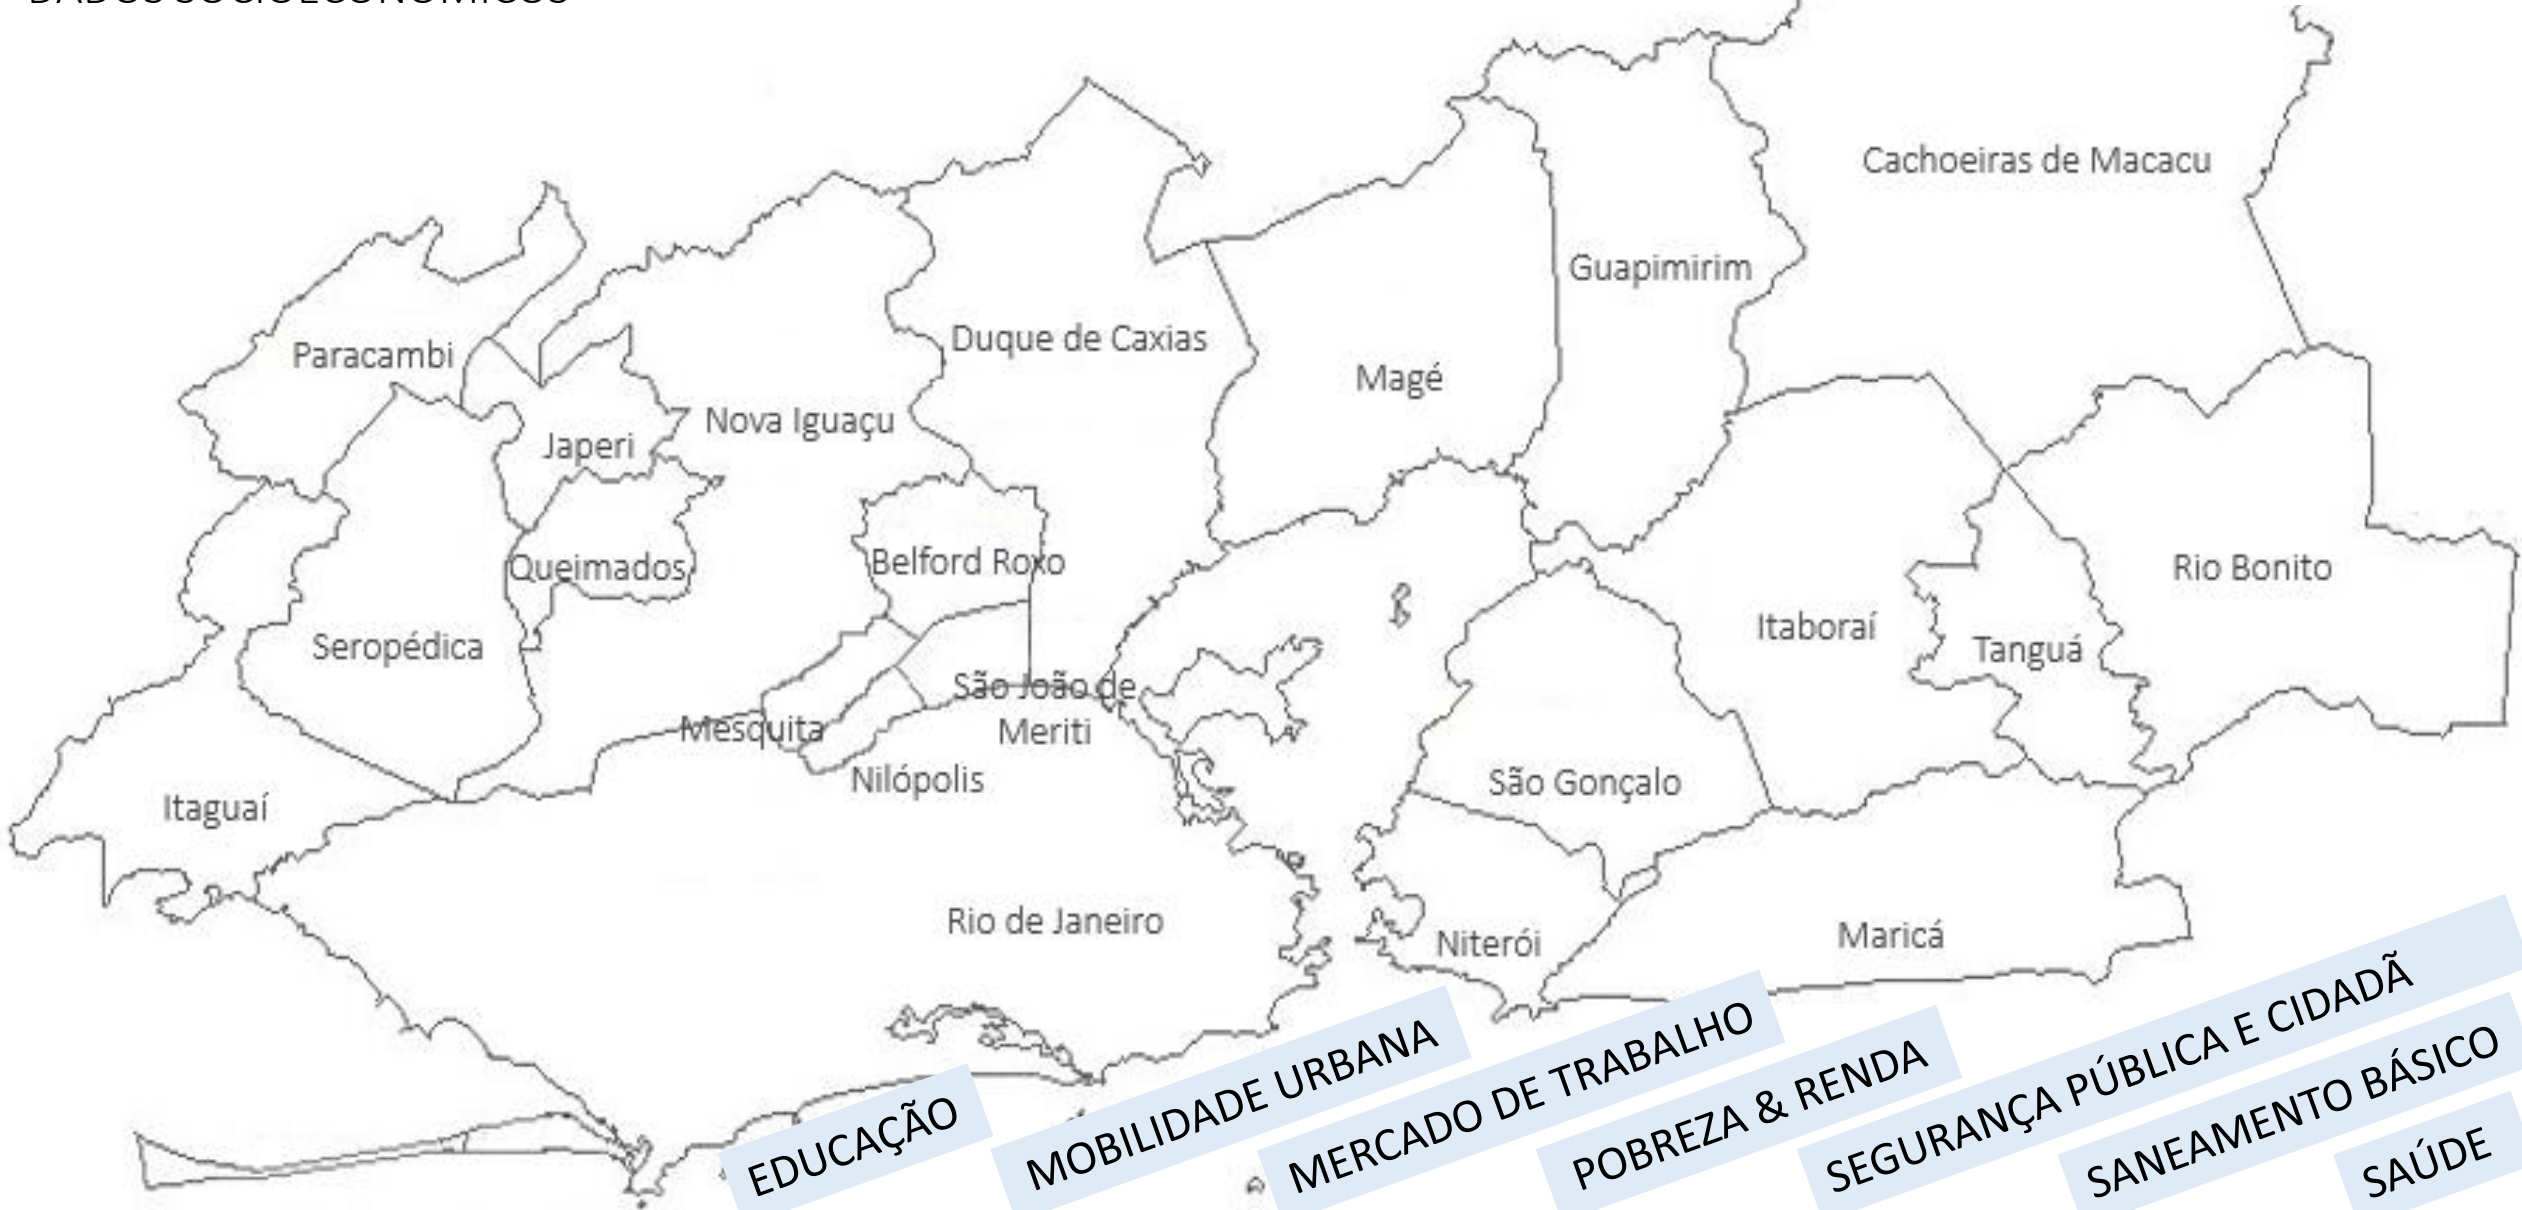 DADOS SOCIOECONÔMICOS
Cachoeiras de Macacu
Guapimirim
Duque de Caxias
Paracambi
Magé
Nova Iguaçu
Japeri
Belford Roxo
Queimados
Rio Bonito
Itaboraí
Seropédica
Tanguá
São João de
Meriti
Mesquita
Nilópolis
São Gonçalo
Itaguaí
Rio de Janeiro
Niterói
Maricá
EDUCAÇÃO
MOBILIDADE URBANA
MERCADO DE TRABALHO
POBREZA & RENDA
SEGURANÇA PÚBLICA E CIDADÃ
SANEAMENTO BÁSICO
SAÚDE